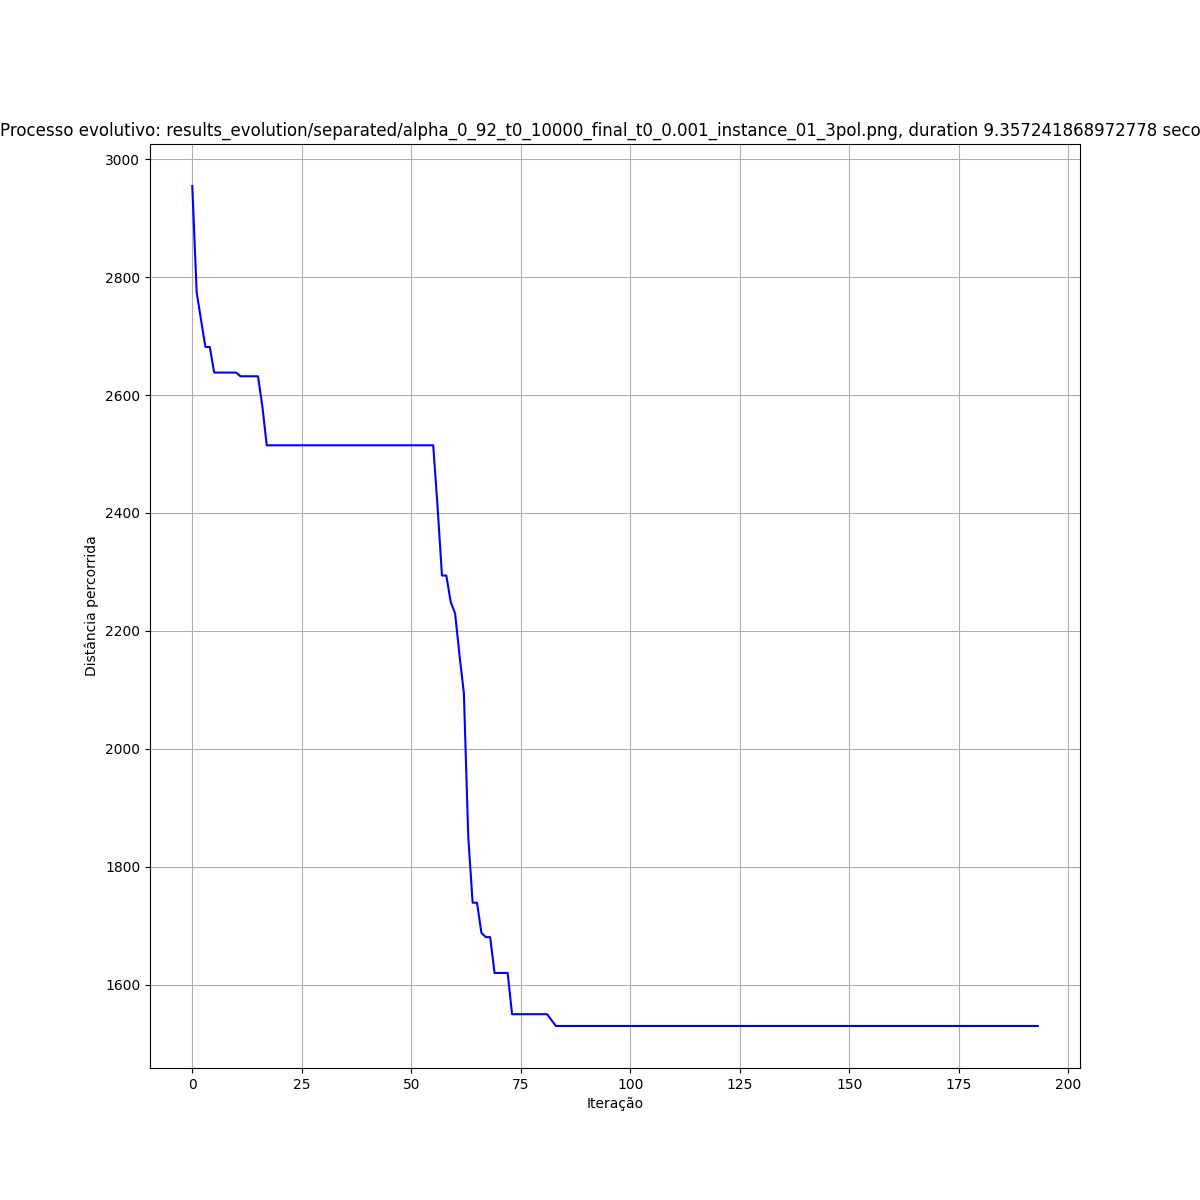 Processo evolutivo: results_evolution/separated/alpha_0_92_t0_10000_final_t0_0.001_instance_01_3pol.png, duration 9.357241868972778 seco
3000
2800
2600
2400
2200
2000
1800
1600
Distância percorrida
0 25 50 75 100 125 150 175 200
Iteração